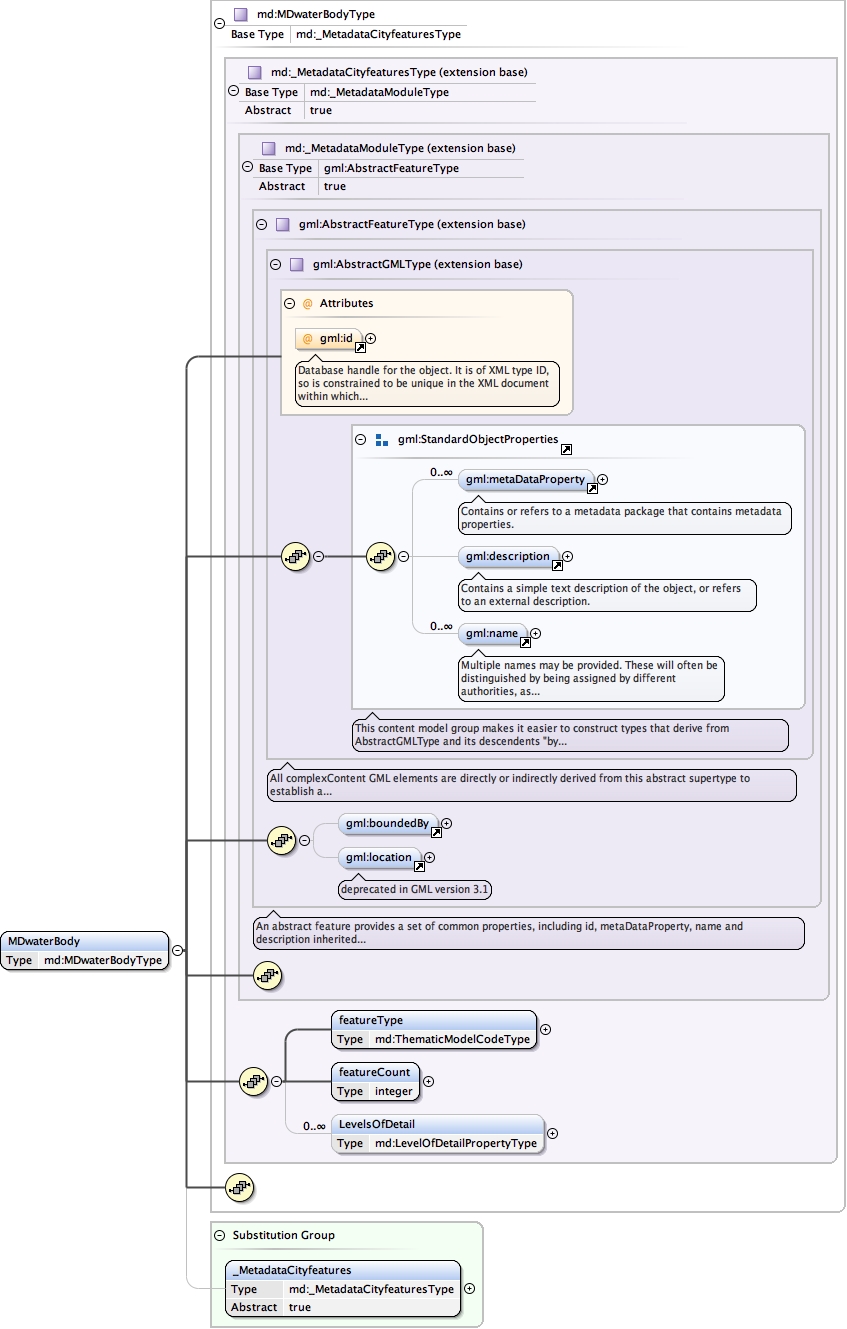 md:MDwaterBodyType
Base Type md:_MetadataCityfeaturesType
md:_MetadataCityfeaturesType (extension base)
Base Type md:_MetadataModuleType
Abstract true
md:_MetadataModuleType (extension base)
Base Type gml:AbstractFeatureType
Abstract true
gml:AbstractFeatureType (extension base)
gml:AbstractGMLType (extension base)
@ Attributes
@ gml:id
Database handle for the object. It is of XML type ID,
so is constrained to be unique in the XML document
within which...
gml:StandardObjectProperties
0..∞
gml:metaDataProperty
Contains or refers to a metadata package that contains metadata
properties.
gml:description
Contains a simple text description of the object, or refers
to an external description.
0..∞
gml:name
Multiple names may be provided. These will often be
distinguished by being assigned by different
authorities, as...
This content model group makes it easier to construct types that derive from
AbstractGMLType and its descendents "by...
All complexContent GML elements are directly or indirectly derived from this abstract supertype to
establish a...
gml:boundedBy
gml:location
deprecated in GML version 3.1
An abstract feature provides a set of common properties, including id, metaDataProperty, name and
description inherited...
MDwaterBody
Type md:MDwaterBodyType
featureType
Type md:ThematicModelCodeType
featureCount
Type integer
0..∞
LevelsOfDetail
Type md:LevelOfDetailPropertyType
Substitution Group
_MetadataCityfeatures
Type md:_MetadataCityfeaturesType
Abstract true